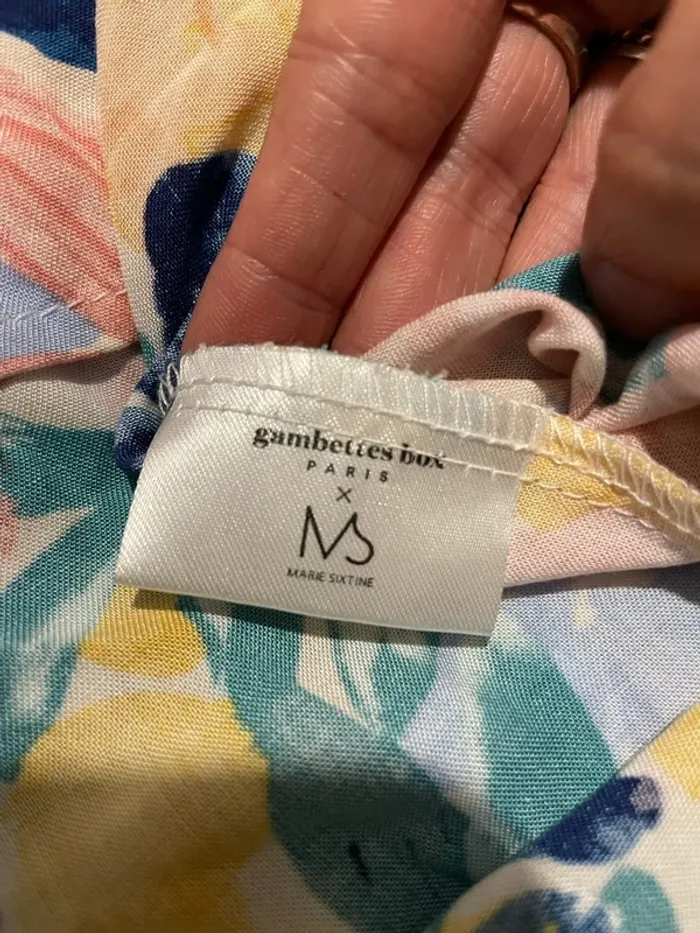 gambettes box
PARIS
×
MS
MARIE SIXTINE